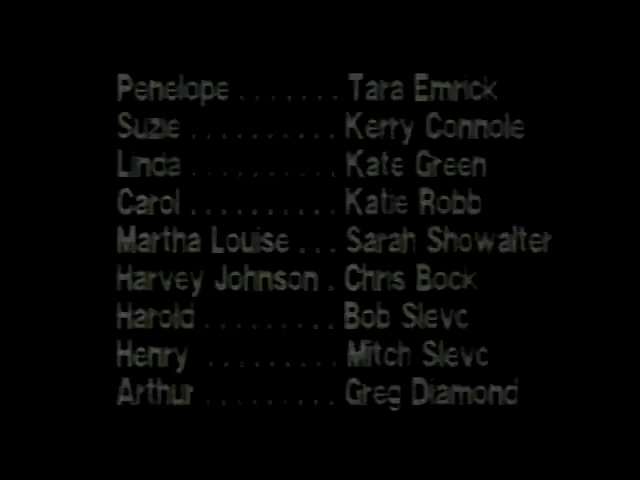 Penelope ....... Tara Emrick
Suzie .......... Kerry Connole
Linda .......... Kate Green
Carol .......... Katie Robb
Martha Louise ... Sarah Showalter
Harvey Johnson . Chris Bock
Harold ......... Bob Slevc
Henry ......... Mitch Slevc
Arthur ......... Greg Diamond